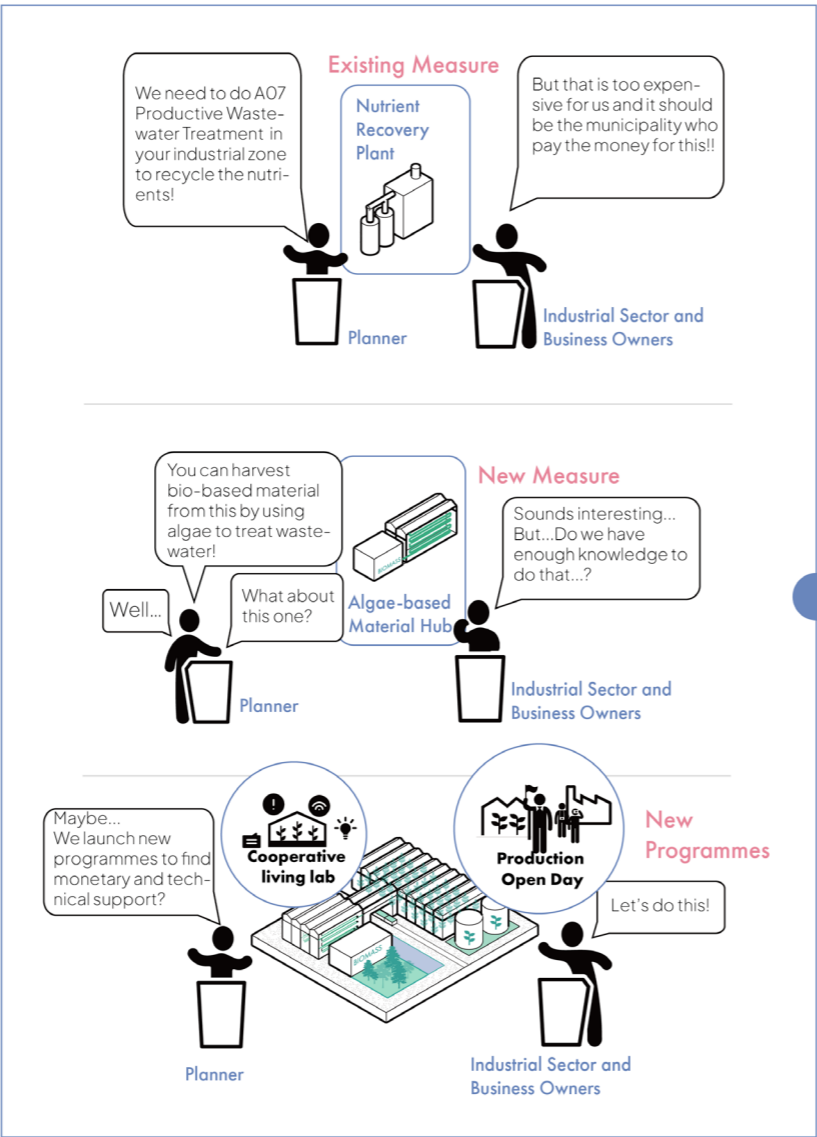 Existing Measure
We need to do A07
Productive Waste-
water Treatment in
your industrial zone
to recycle the nutri-
ents!
Nutrient
Recovery
Plant
But that is too expen-
sive for us and it should
be the municipality who
pay the money for this!!
Planner
Industrial Sector and
Business Owners
New Measure
You can harvest
bio-based material
from this by using
algae to treat waste-
water!
Well...
What about
this one?
BIOMASS
Algae-based
Material Hub
Sounds interesting...
But...Do we have
enough knowledge to
do that...?
Planner
Industrial Sector and
Business Owners
New
Programmes
Maybe...
We launch new
programmes to find
monetary and tech-
nical support?
Cooperative
living lab
Production
Open Day
Let's do this!
BIOMASS
Planner
Industrial Sector and
Business Owners